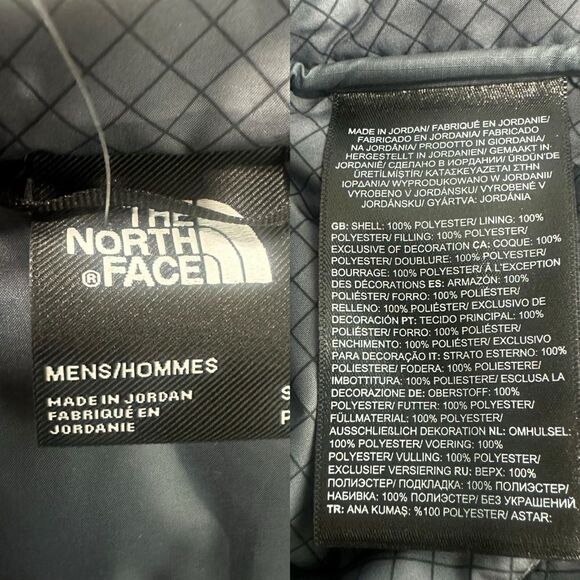 THE
NORTH
FACE
®
MENS/HOMMES
MADE IN JORDAN
FABRIQUÉ EN
JORDANIE
S
P
MADE IN JORDAN/ FABRIQUÉ EN JORDANIE/
FABRICADO EN JORDANIA/ FABRICADO
NA JORDÂNIA/ PRODOTTO IN GIORDANIA/
HERGESTELLT IN JORDANIEN/ GEMAAKT IN
JORDANIË/ СДЕЛАНО В ИОРДАНИИ/ ÜRDÜN'DE
ÜRETİLMİŞTİR/ ΚΑΤΑΣΚΕΥΑΖΕΤΑΙ ΣΤΗΝ
ΙΟΡΔΑΝΙΑ/ WYPRODUKOWANO W JORDANII/
VYROBENO V JORDÁNSKU/ VYROBENÉ V
JORDÁNSKU/ GYÁRTVA: JORDÁNIA
GB: SHELL: 100% POLYESTER/ LINING: 100%
POLYESTER/ FILLING: 100% POLYESTER/
EXCLUSIVE OF DECORATION CA: COQUE: 100%
POLYESTER/ DOUBLURE: 100% POLYESTER/
BOURRAGE: 100% POLYESTER/ À L'EXCEPTION
DES DÉCORATIONS ES: ARMAZÓN: 100%
POLIÉSTER/ FORRO: 100% POLIÉSTER/
RELLENO: 100% POLIÉSTER/ EXCLUSIVO DE
DECORACIÓN PT: TECIDO PRINCIPAL: 100%
POLIÉSTER/ FORRO: 100% POLIÉSTER/
ENCHIMENTO: 100% POLIÉSTER/ EXCLUSIVO
PARA DECORAÇÃO IT: STRATO ESTERNO: 100%
POLIESTERE/ FODERA: 100% POLIESTERE/
IMBOTTITURA: 100% POLIESTERE/ ESCLUSA LA
DECORAZIONE DE: OBERSTOFF: 100%
POLYESTER/ FUTTER: 100% POLYESTER/
FÜLLMATERIAL: 100% POLYESTER/
AUSSCHLIESSLICH DEKORATION NL: OMHULSEL:
100% POLYESTER/ VOERING: 100%
POLYESTER/ VULLING: 100% POLYESTER/
EXCLUSIEF VERSIERING RU: ВЕРХ: 100%
ПОЛИЭСТЕР/ ПОДКЛАДКА: 100% ПОЛИЭСТЕР/
НАБИВКА: 100% ПОЛИЭСТЕР/ БЕЗ УКРАШЕНИЙ
TR: ANA KUMAŞ: %100 POLYESTER/ ASTAR: